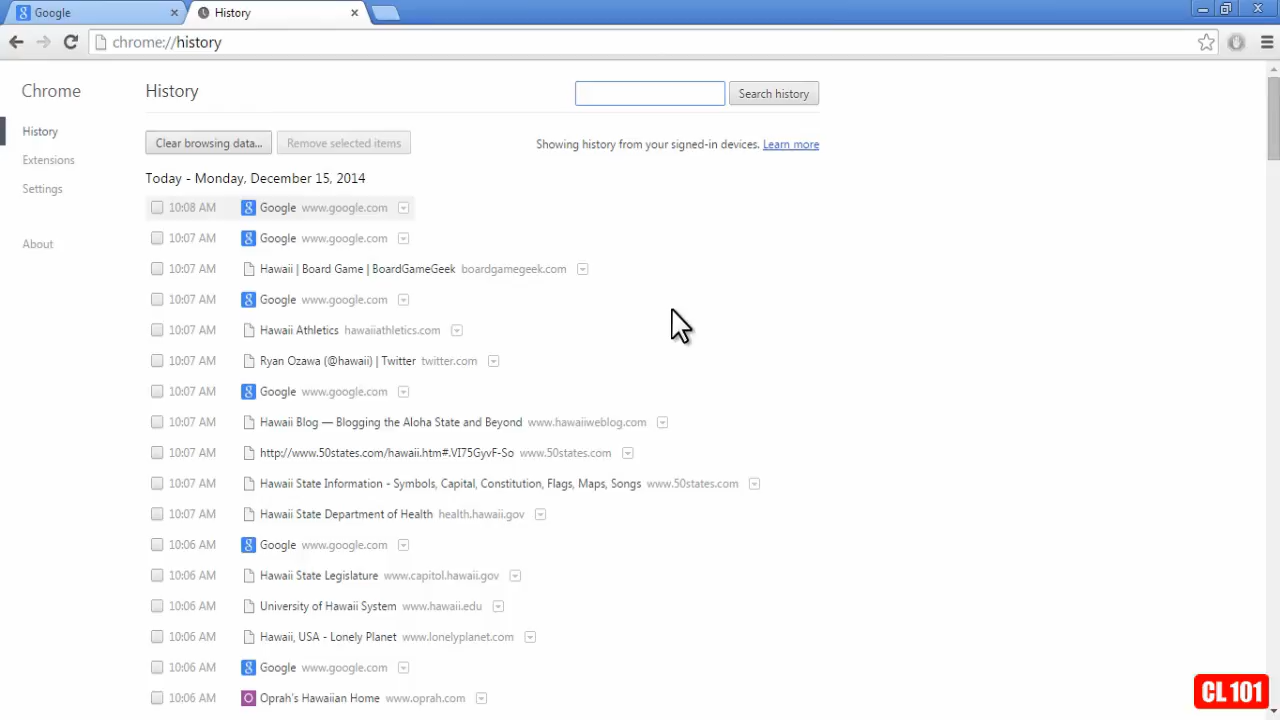 Google
History
chrome://history
Chrome
History
Search history
History
Extensions
Settings
About
Clear browsing data...
Remove selected items
Showing history from your signed-in devices. Learn more
Today - Monday, December 15, 2014
10:08 AM Google www.google.com
10:07 AM Google www.google.com
10:07 AM Hawaii | Board Game | BoardGameGeek boardgamegeek.com
10:07 AM Google www.google.com
10:07 AM Hawaii Athletics hawaiiathletics.com
10:07 AM Ryan Ozawa (@hawaii) | Twitter twitter.com
10:07 AM Google www.google.com
10:07 AM Hawaii Blog — Blogging the Aloha State and Beyond www.hawaiiweblog.com
10:07 AM http://www.50states.com/hawaii.htm#.VI75GyvF-So www.50states.com
10:07 AM Hawaii State Information - Symbols, Capital, Constitution, Flags, Maps, Songs www.50states.com
10:07 AM Hawaii State Department of Health health.hawaii.gov
10:06 AM Google www.google.com
10:06 AM Hawaii State Legislature www.capitol.hawaii.gov
10:06 AM University of Hawaii System www.hawaii.edu
10:06 AM Hawaii, USA - Lonely Planet www.lonelyplanet.com
10:06 AM Google www.google.com
10:06 AM Oprah's Hawaiian Home www.oprah.com
CL 101